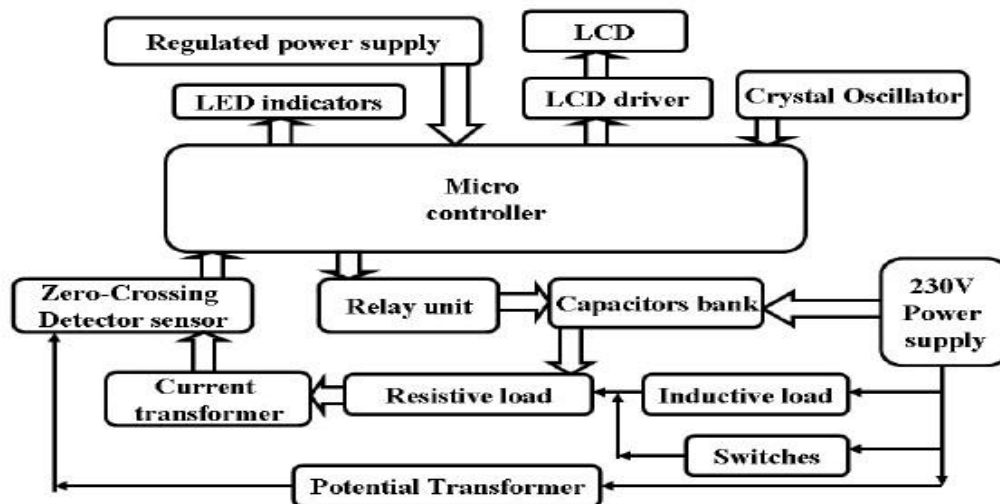 Regulated power supply
LCD
LED indicators
LCD driver
Crystal Oscillator
Micro
controller
Zero-Crossing
Detector sensor
Relay unit
Capacitors bank
230V
Power
supply
Current
transformer
Resistive load
Inductive load
Switches
Potential Transformer